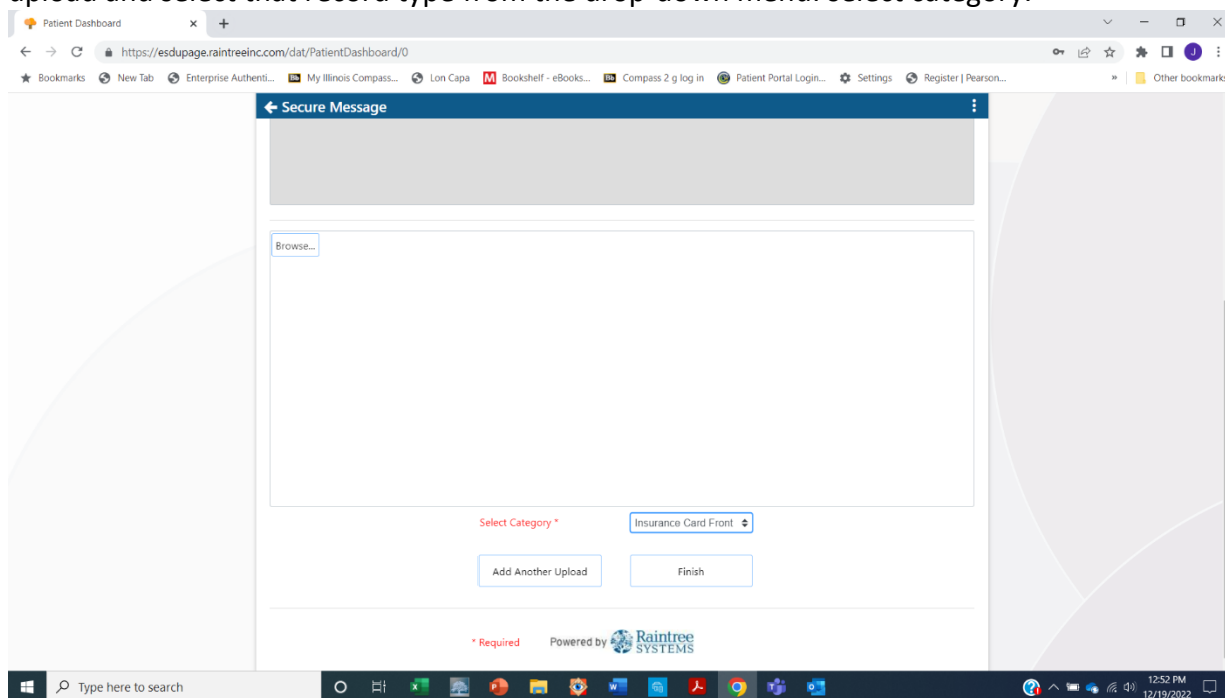 upload and select that record type from the drop-down menu. Select category.
Patient Dashboard
https://esdupage.raintreeinc.com/dat/PatientDashboard/0
Bookmarks New Tab Enterprise Authenti... My Illinois Compass... Lon Capa Bookshelf - eBooks... Compass 2 g log in Patient Portal Login... Settings Register | Pearson... » Other bookmarks
Secure Message
Browse...
Select Category * Insurance Card Front
Add Another Upload Finish
* Required Powered by Raintree SYSTEMS
Type here to search
12:52 PM
12/19/2022